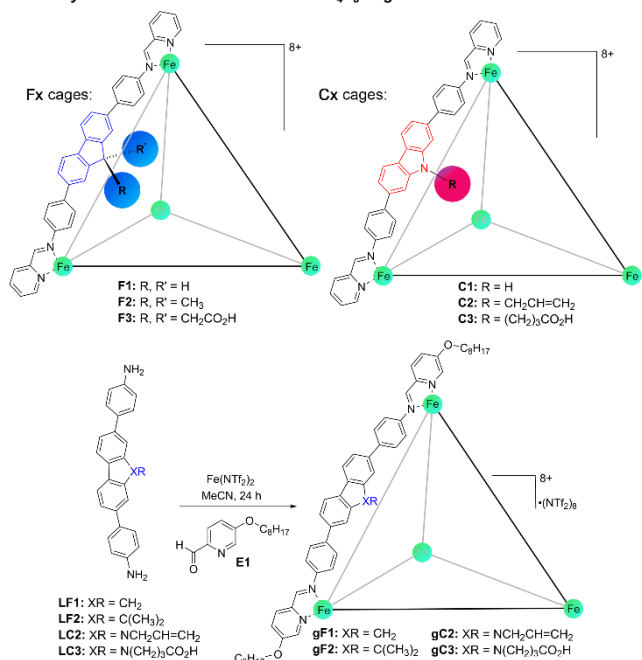 8+
Fx cages:
N
N
Fe
R'
R
Fe
Fe
Fe
N
N
F1: R, R' = H
F2: R, R' = CH₃
F3: R, R' = CH₂CO₂H
8+
Cx cages:
N
N
Fe
N
R
Fe
Fe
Fe
N
N
C1: R = H
C2: R = CH₂CH=CH₂
C3: R = (CH₂)₃CO₂H
NH₂
XR
NH₂
LF1: XR = CH₂
LF2: XR = C(CH₃)₂
LC2: XR = NCH₂CH=CH₂
LC3: XR = N(CH₂)₃CO₂H
Fe(NTf₂)₂
MeCN, 24 h
O
C₈H₁₇
N
O
E1
C₈H₁₇
O
N
N
Fe
XR
8+
•(NTf₂)₈
Fe
Fe
N
N
O
C₈H₁₇
gF1: XR = CH₂
gF2: XR = C(CH₃)₂
gC2: XR = NCH₂CH=CH₂
gC3: XR = N(CH₂)₃CO₂H